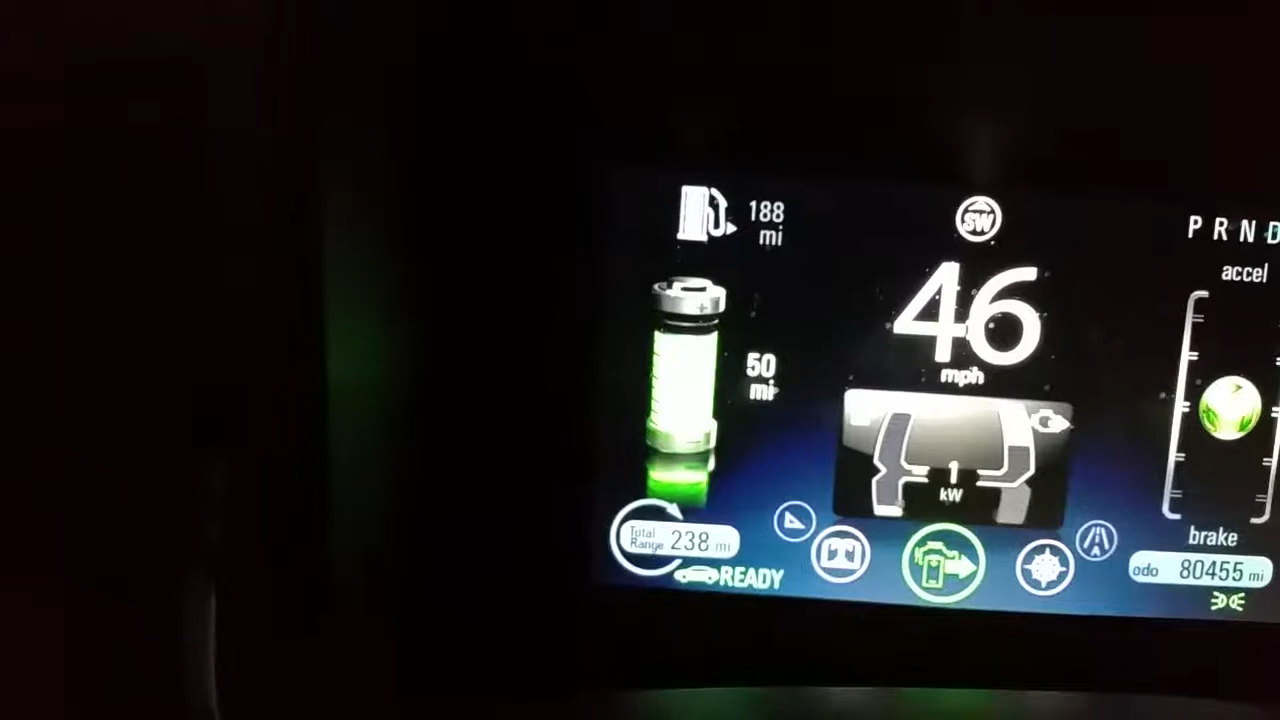 188
mi
SW
P R N D
accel
46
mph
50
mi
1
kW
Total
Range 238 mi
READY
brake
odo 80455 mi